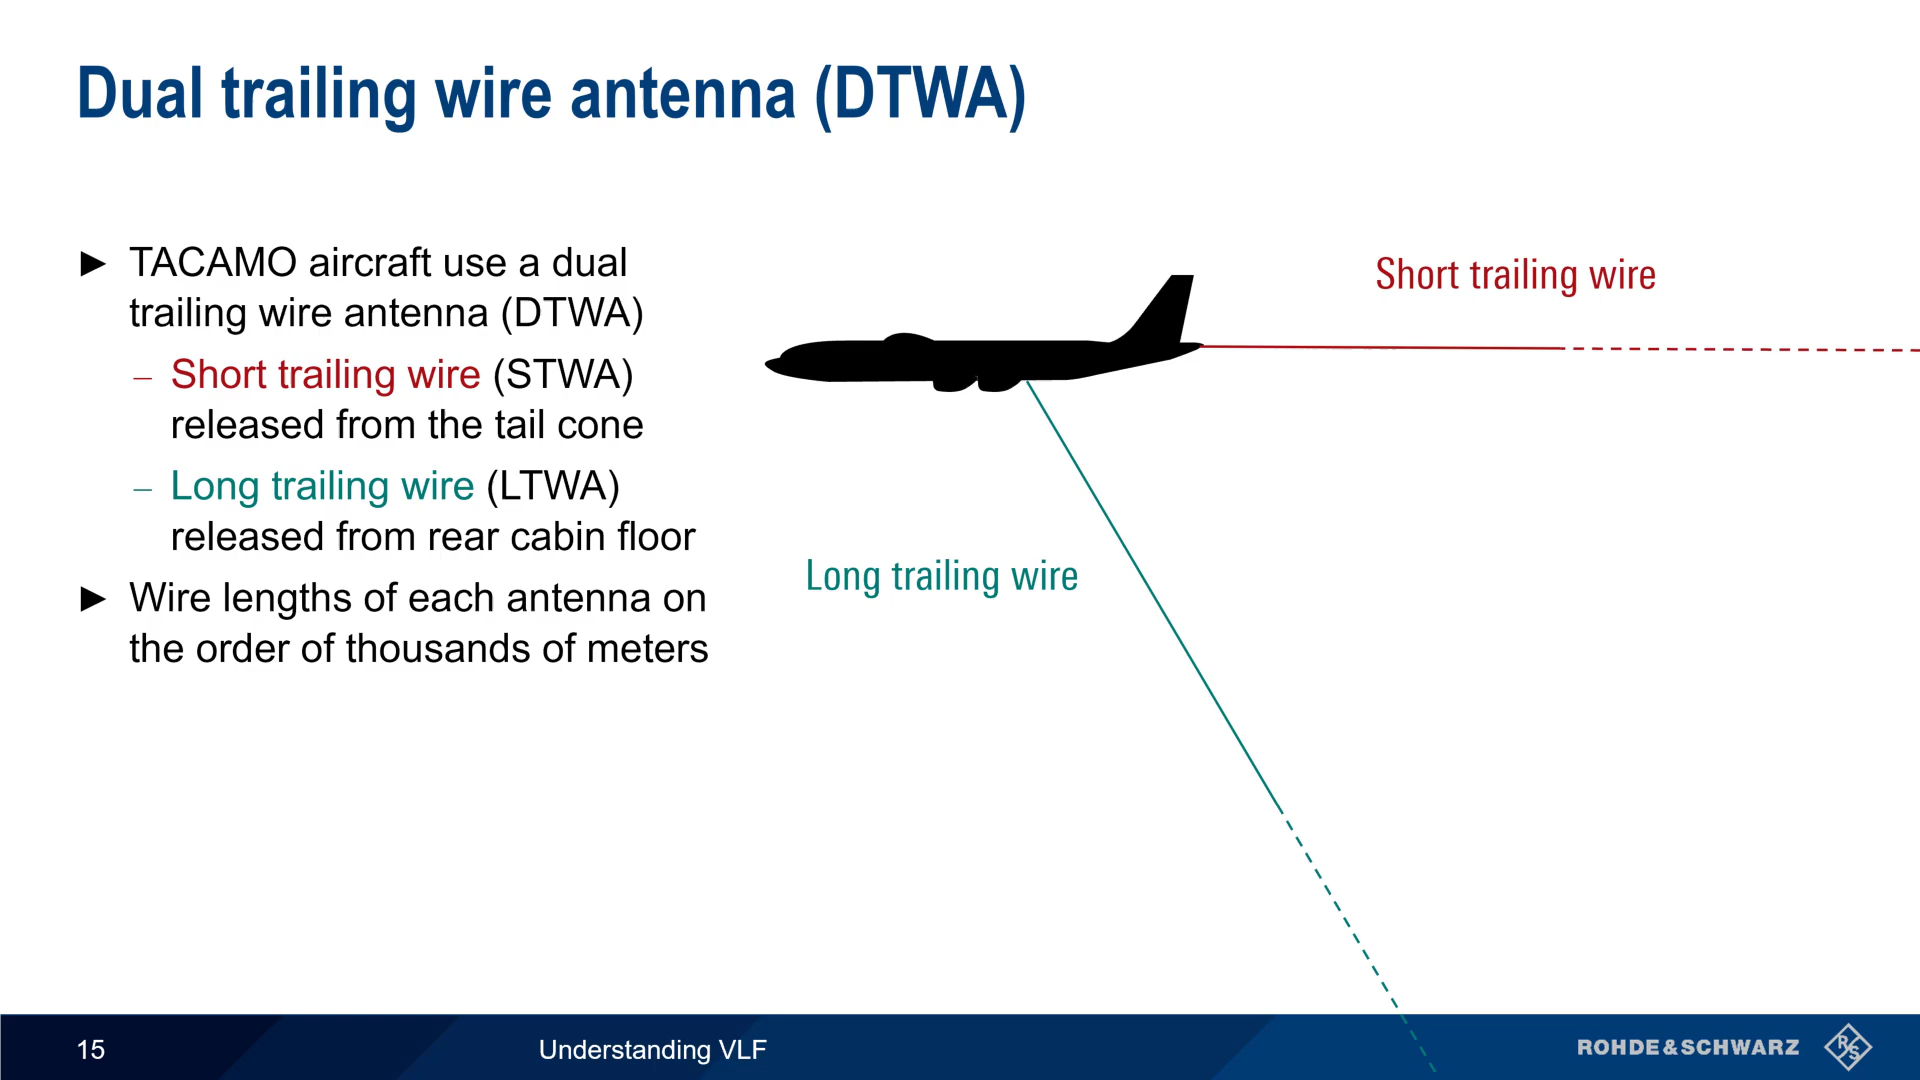 Dual trailing wire antenna (DTWA)
► TACAMO aircraft use a dual
trailing wire antenna (DTWA)
– Short trailing wire (STWA)
released from the tail cone
– Long trailing wire (LTWA)
released from rear cabin floor
► Wire lengths of each antenna on
the order of thousands of meters
Short trailing wire
Long trailing wire
15
Understanding VLF
ROHDE&SCHWARZ
R&S